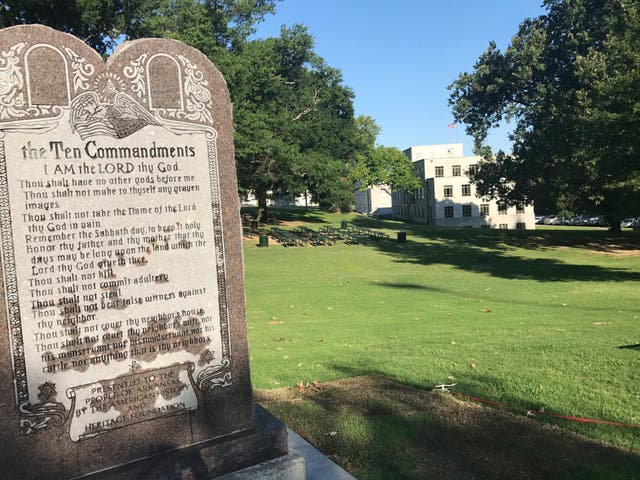 the Ten Commandments
I AM the LORD thy God.
Thou shalt have no other gods before me.
Thou shalt not make to thyself any graven
images.
Thou shalt not take the Name of the Lord
thy God in vain.
Remember the Sabbath day, to keep it holy.
Honor thy father and thy mother that thy
days may be long upon the land which the
Lord thy God giveth thee.
Thou shalt not kill.
Thou shalt not commit adultery.
Thou shalt not steal.
Thou shalt not bear false witness against
thy neighbor.
Thou shalt not covet thy neighbor's house.
Thou shalt not covet thy neighbor's wife, nor
his manservant nor his maidservant, nor his
cattle nor anything that is thy neighbor's.
PRESENTED TO THE
PEOPLE OF ARKANSAS
BY THE AMERICAN HISTORY
AND
HERITAGE FOUNDATION